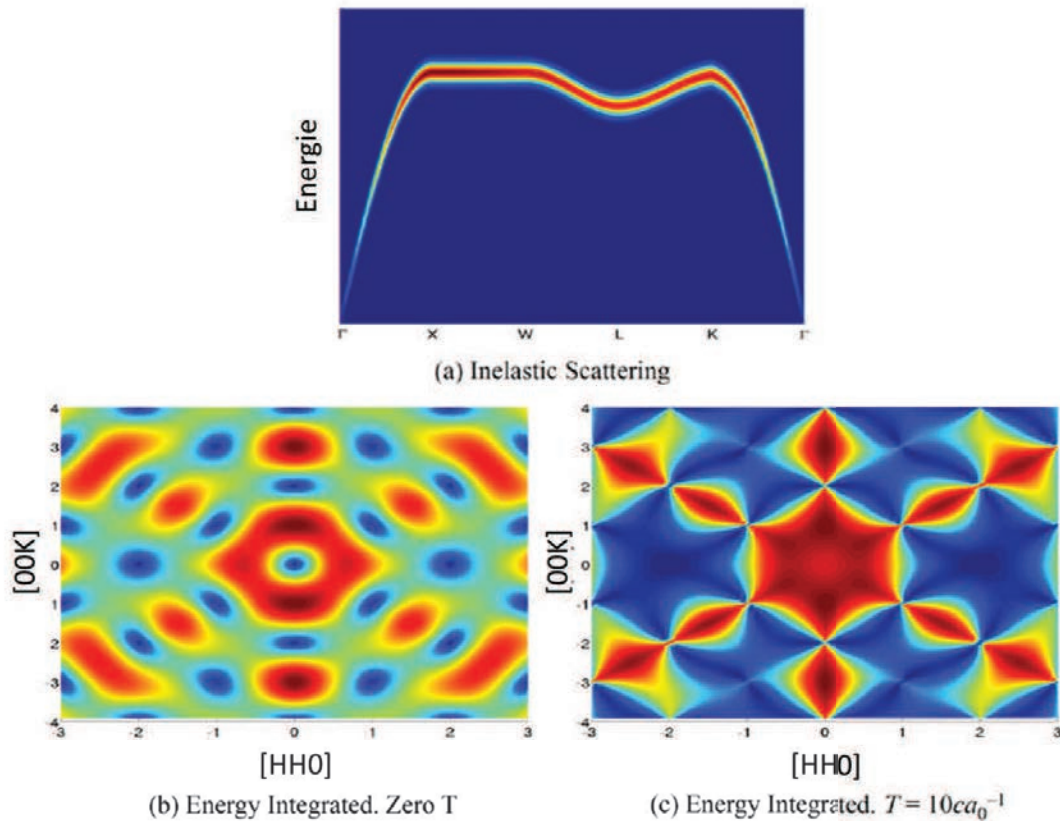 Energie
Γ X W L K Γ
(a) Inelastic Scattering
4
3
2
1
0
-1
-2
-3
-4
[00K]
-3 -2 -1 0 1 2 3
[HH0]
(b) Energy Integrated. Zero T
4
3
2
1
0
-1
-2
-3
-4
[00K]
-3 -2 -1 0 1 2 3
[HH0]
(c) Energy Integrated. T = 10ca₀⁻¹